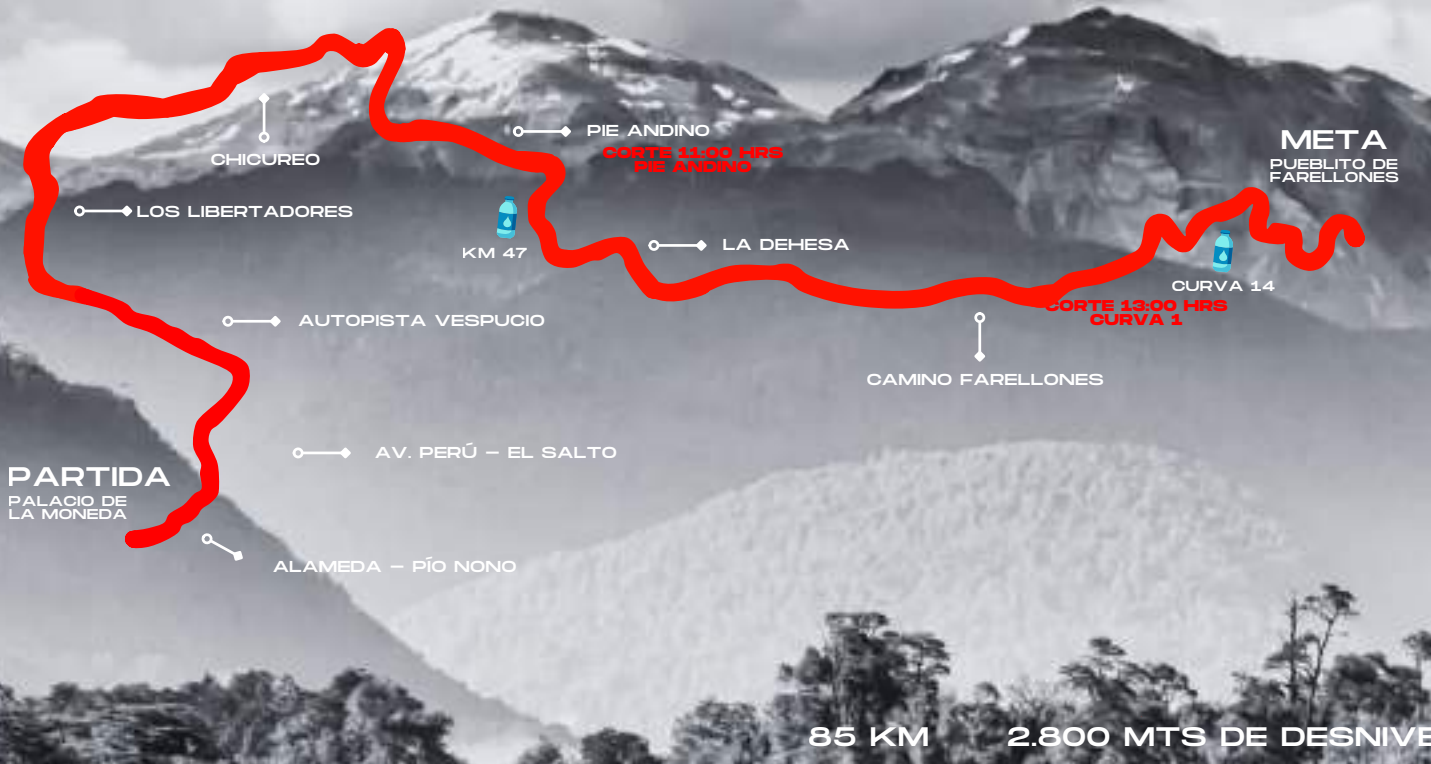 PIE ANDINO
CORTE 11:00 HRS
PIE ANDINO
META
PUEBLITO DE
FARELLONES
CHICUREO
LOS LIBERTADORES
KM 47
LA DEHESA
CURVA 14
CORTE 13:00 HRS
CURVA 1
AUTOPISTA VESPUCIO
CAMINO FARELLONES
AV. PERÚ – EL SALTO
PARTIDA
PALACIO DE
LA MONEDA
ALAMEDA – PÍO NONO
85 KM
2.800 MTS DE DESNIVE